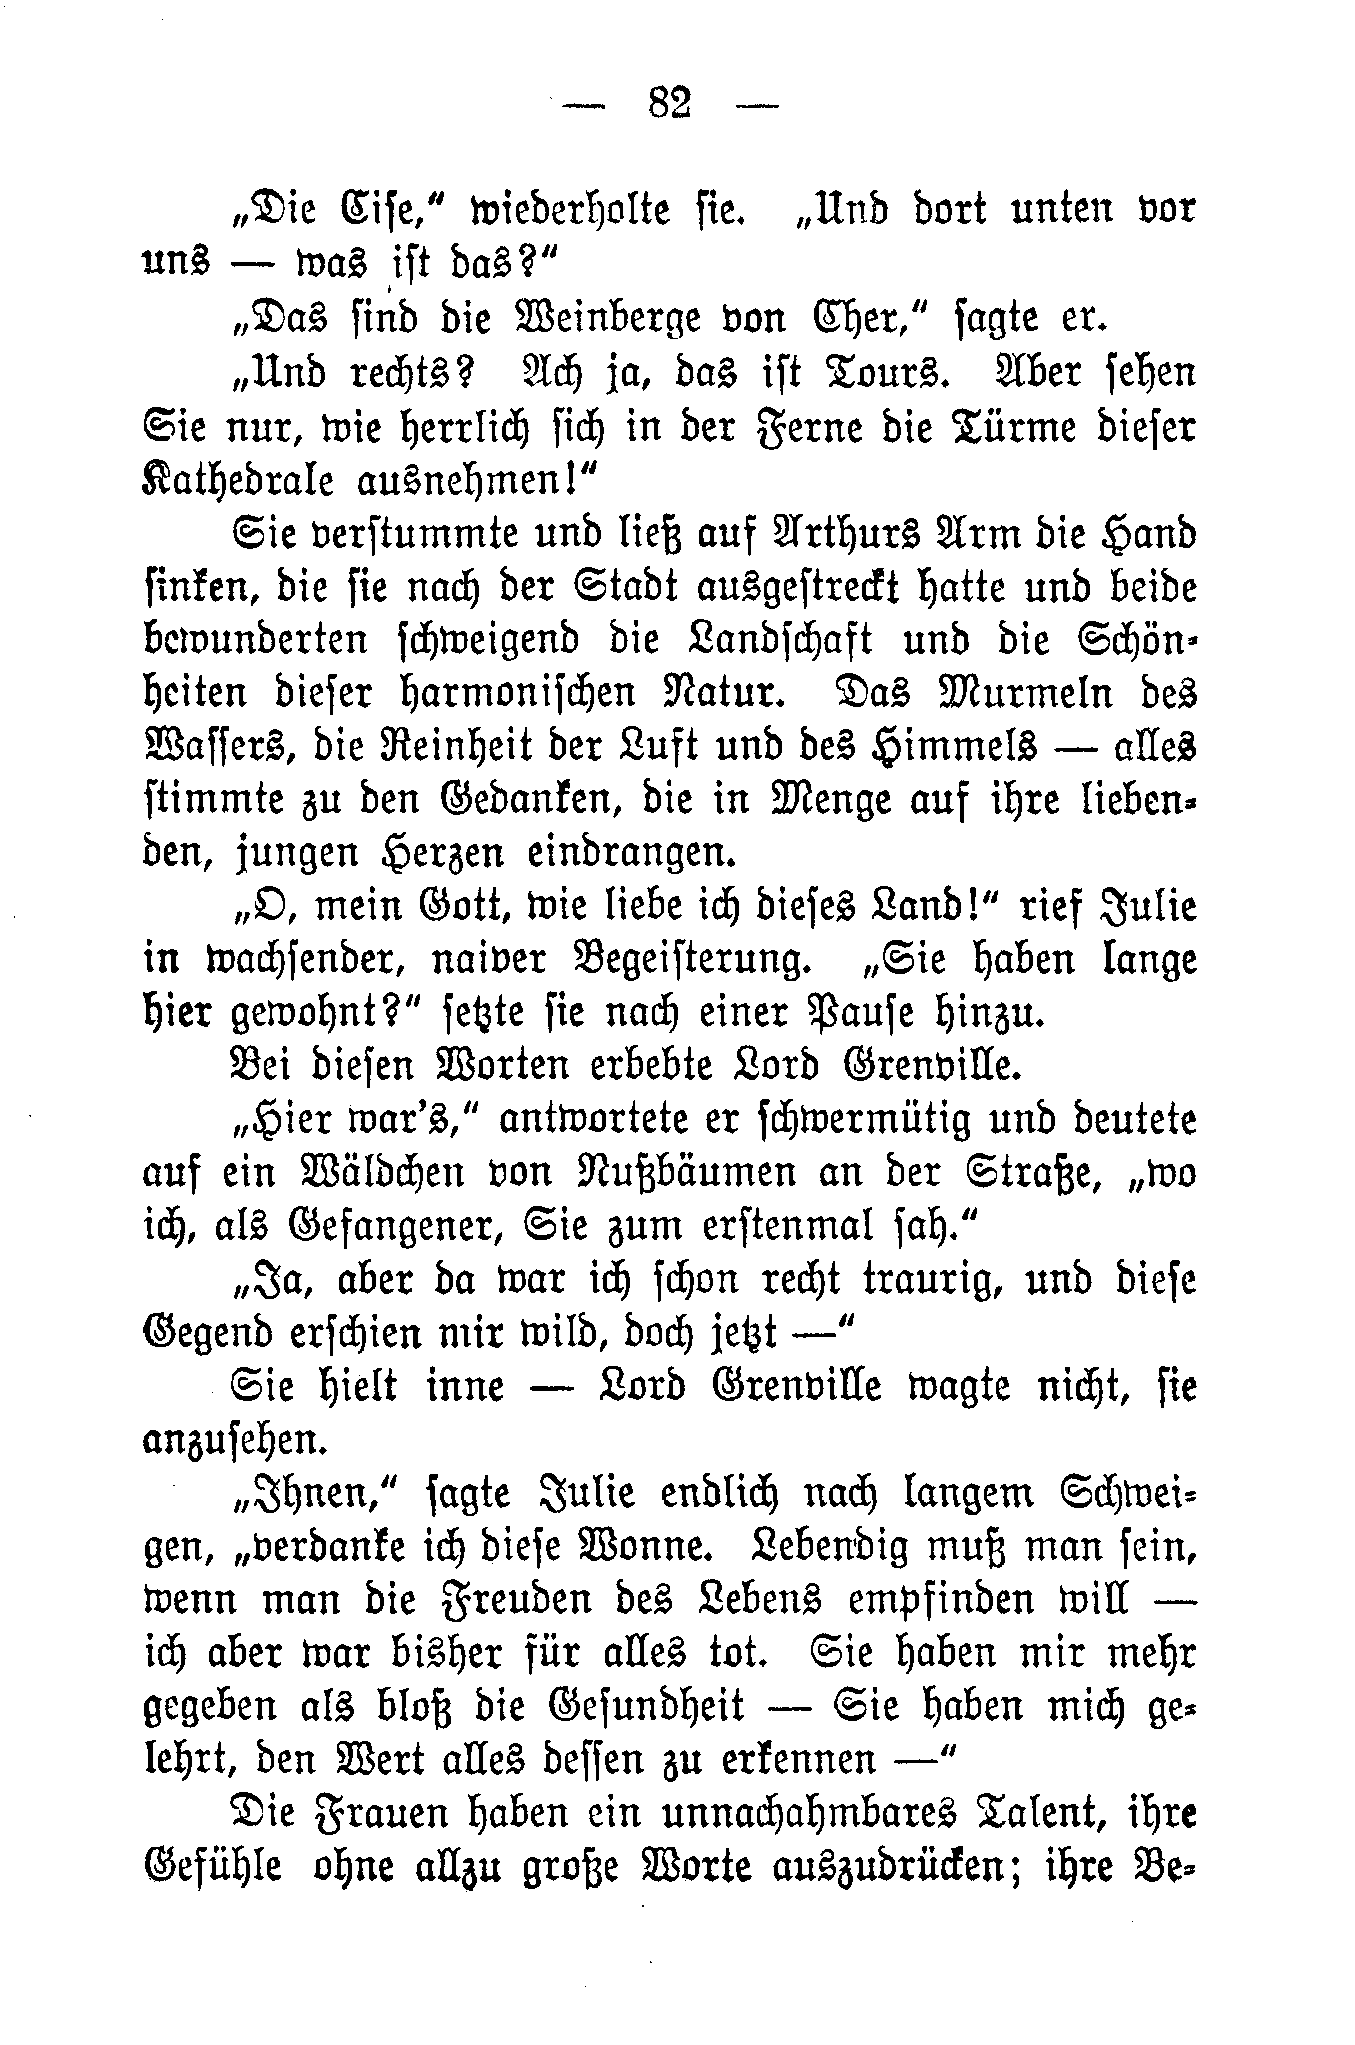 — 82 —
„Die Cise,“ wiederholte sie. „Und dort unten vor
uns — was ist das?“
„Das sind die Weinberge von Cher,“ sagte er.
„Und rechts? Ach ja, das ist Tours. Aber sehen
Sie nur, wie herrlich sich in der Ferne die Türme dieser
Kathedrale ausnehmen!“
Sie verstummte und ließ auf Arthurs Arm die Hand
sinken, die sie nach der Stadt ausgestreckt hatte und beide
bewunderten schweigend die Landschaft und die Schön-
heiten dieser harmonischen Natur. Das Murmeln des
Wassers, die Reinheit der Luft und des Himmels — alles
stimmte zu den Gedanken, die in Menge auf ihre lieben-
den, jungen Herzen eindrangen.
„O, mein Gott, wie liebe ich dieses Land!“ rief Julie
in wachsender, naiver Begeisterung. „Sie haben lange
hier gewohnt?“ setzte sie nach einer Pause hinzu.
Bei diesen Worten erbebte Lord Grenville.
„Hier war’s,“ antwortete er schwermütig und deutete
auf ein Wäldchen von Nußbäumen an der Straße, „wo
ich, als Gefangener, Sie zum erstenmal sah.“
„Ja, aber da war ich schon recht traurig, und diese
Gegend erschien mir wild, doch jetzt —“
Sie hielt inne — Lord Grenville wagte nicht, sie
anzusehen.
„Ihnen,“ sagte Julie endlich nach langem Schwei-
gen, „verdanke ich diese Wonne. Lebendig muß man sein,
wenn man die Freuden des Lebens empfinden will —
ich aber war bisher für alles tot. Sie haben mir mehr
gegeben als bloß die Gesundheit — Sie haben mich ge-
lehrt, den Wert alles dessen zu erkennen —“
Die Frauen haben ein unnachahmbares Talent, ihre
Gefühle ohne allzu große Worte auszudrücken; ihre Be-